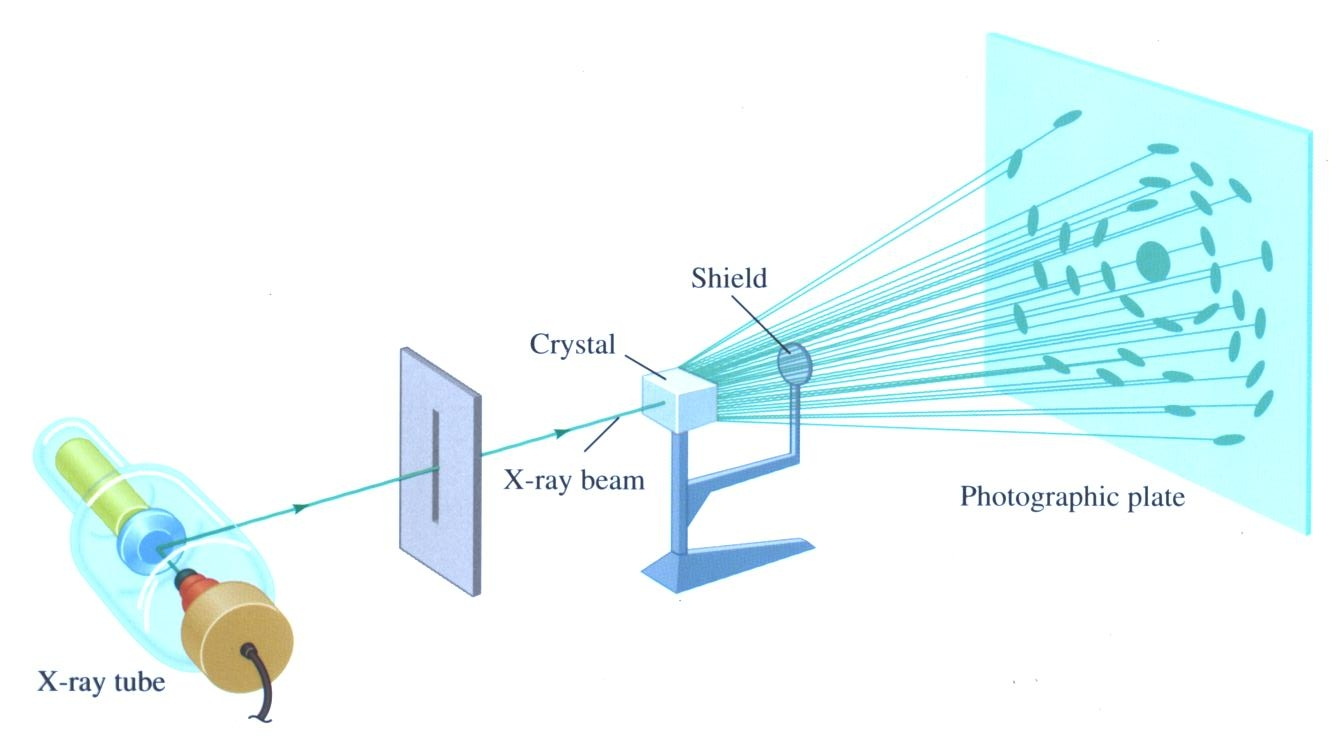 Shield
Crystal
X-ray beam
Photographic plate
X-ray tube